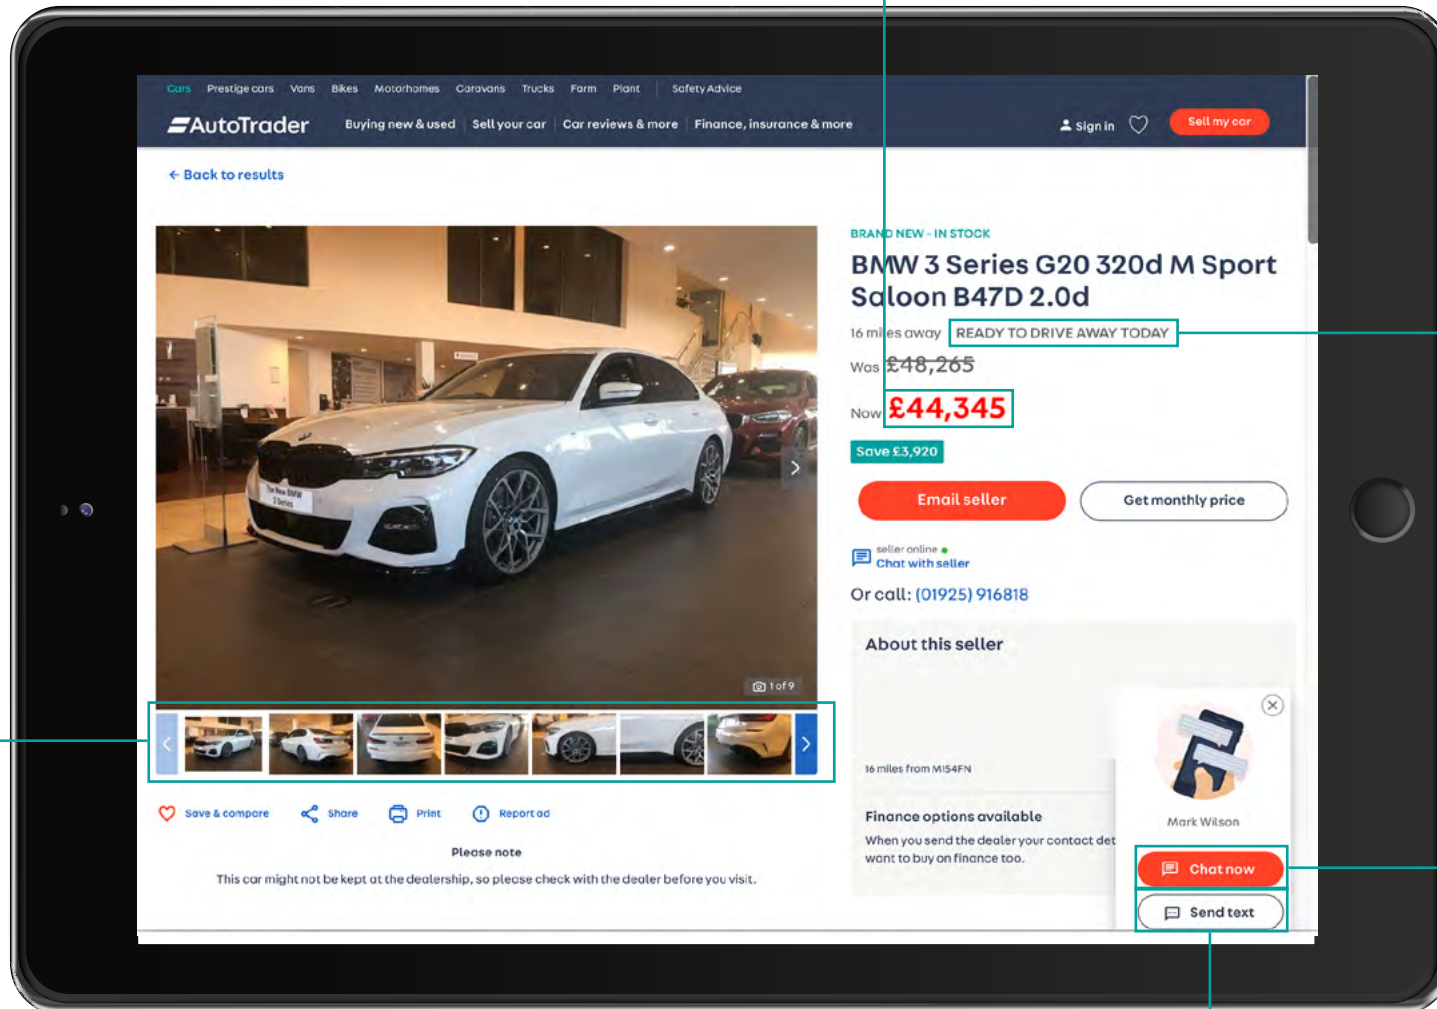 Cars Prestige cars Vans Bikes Motorhomes Caravans Trucks Farm Plant Safety Advice
AutoTrader Buying new & used Sell your car Car reviews & more Finance, insurance & more Sign in Sell my car
Back to results
BRAND NEW - IN STOCK
BMW 3 Series G20 320d M Sport
Saloon B47D 2.0d
16 miles away READY TO DRIVE AWAY TODAY
Was £48,265
Now £44,345
Save £3,920
Email seller Get monthly price
seller online
Chat with seller
Or call: (01925) 916818
The New BMW
3 Series
1 of 9
About this seller
16 miles from M154FN
Finance options available
When you send the dealer your contact det
want to buy on finance too.
Mark Wilson
Chat now
Send text
Save & compare Share Print Report ad
Please note
This car might not be kept at the dealership, so please check with the dealer before you visit.